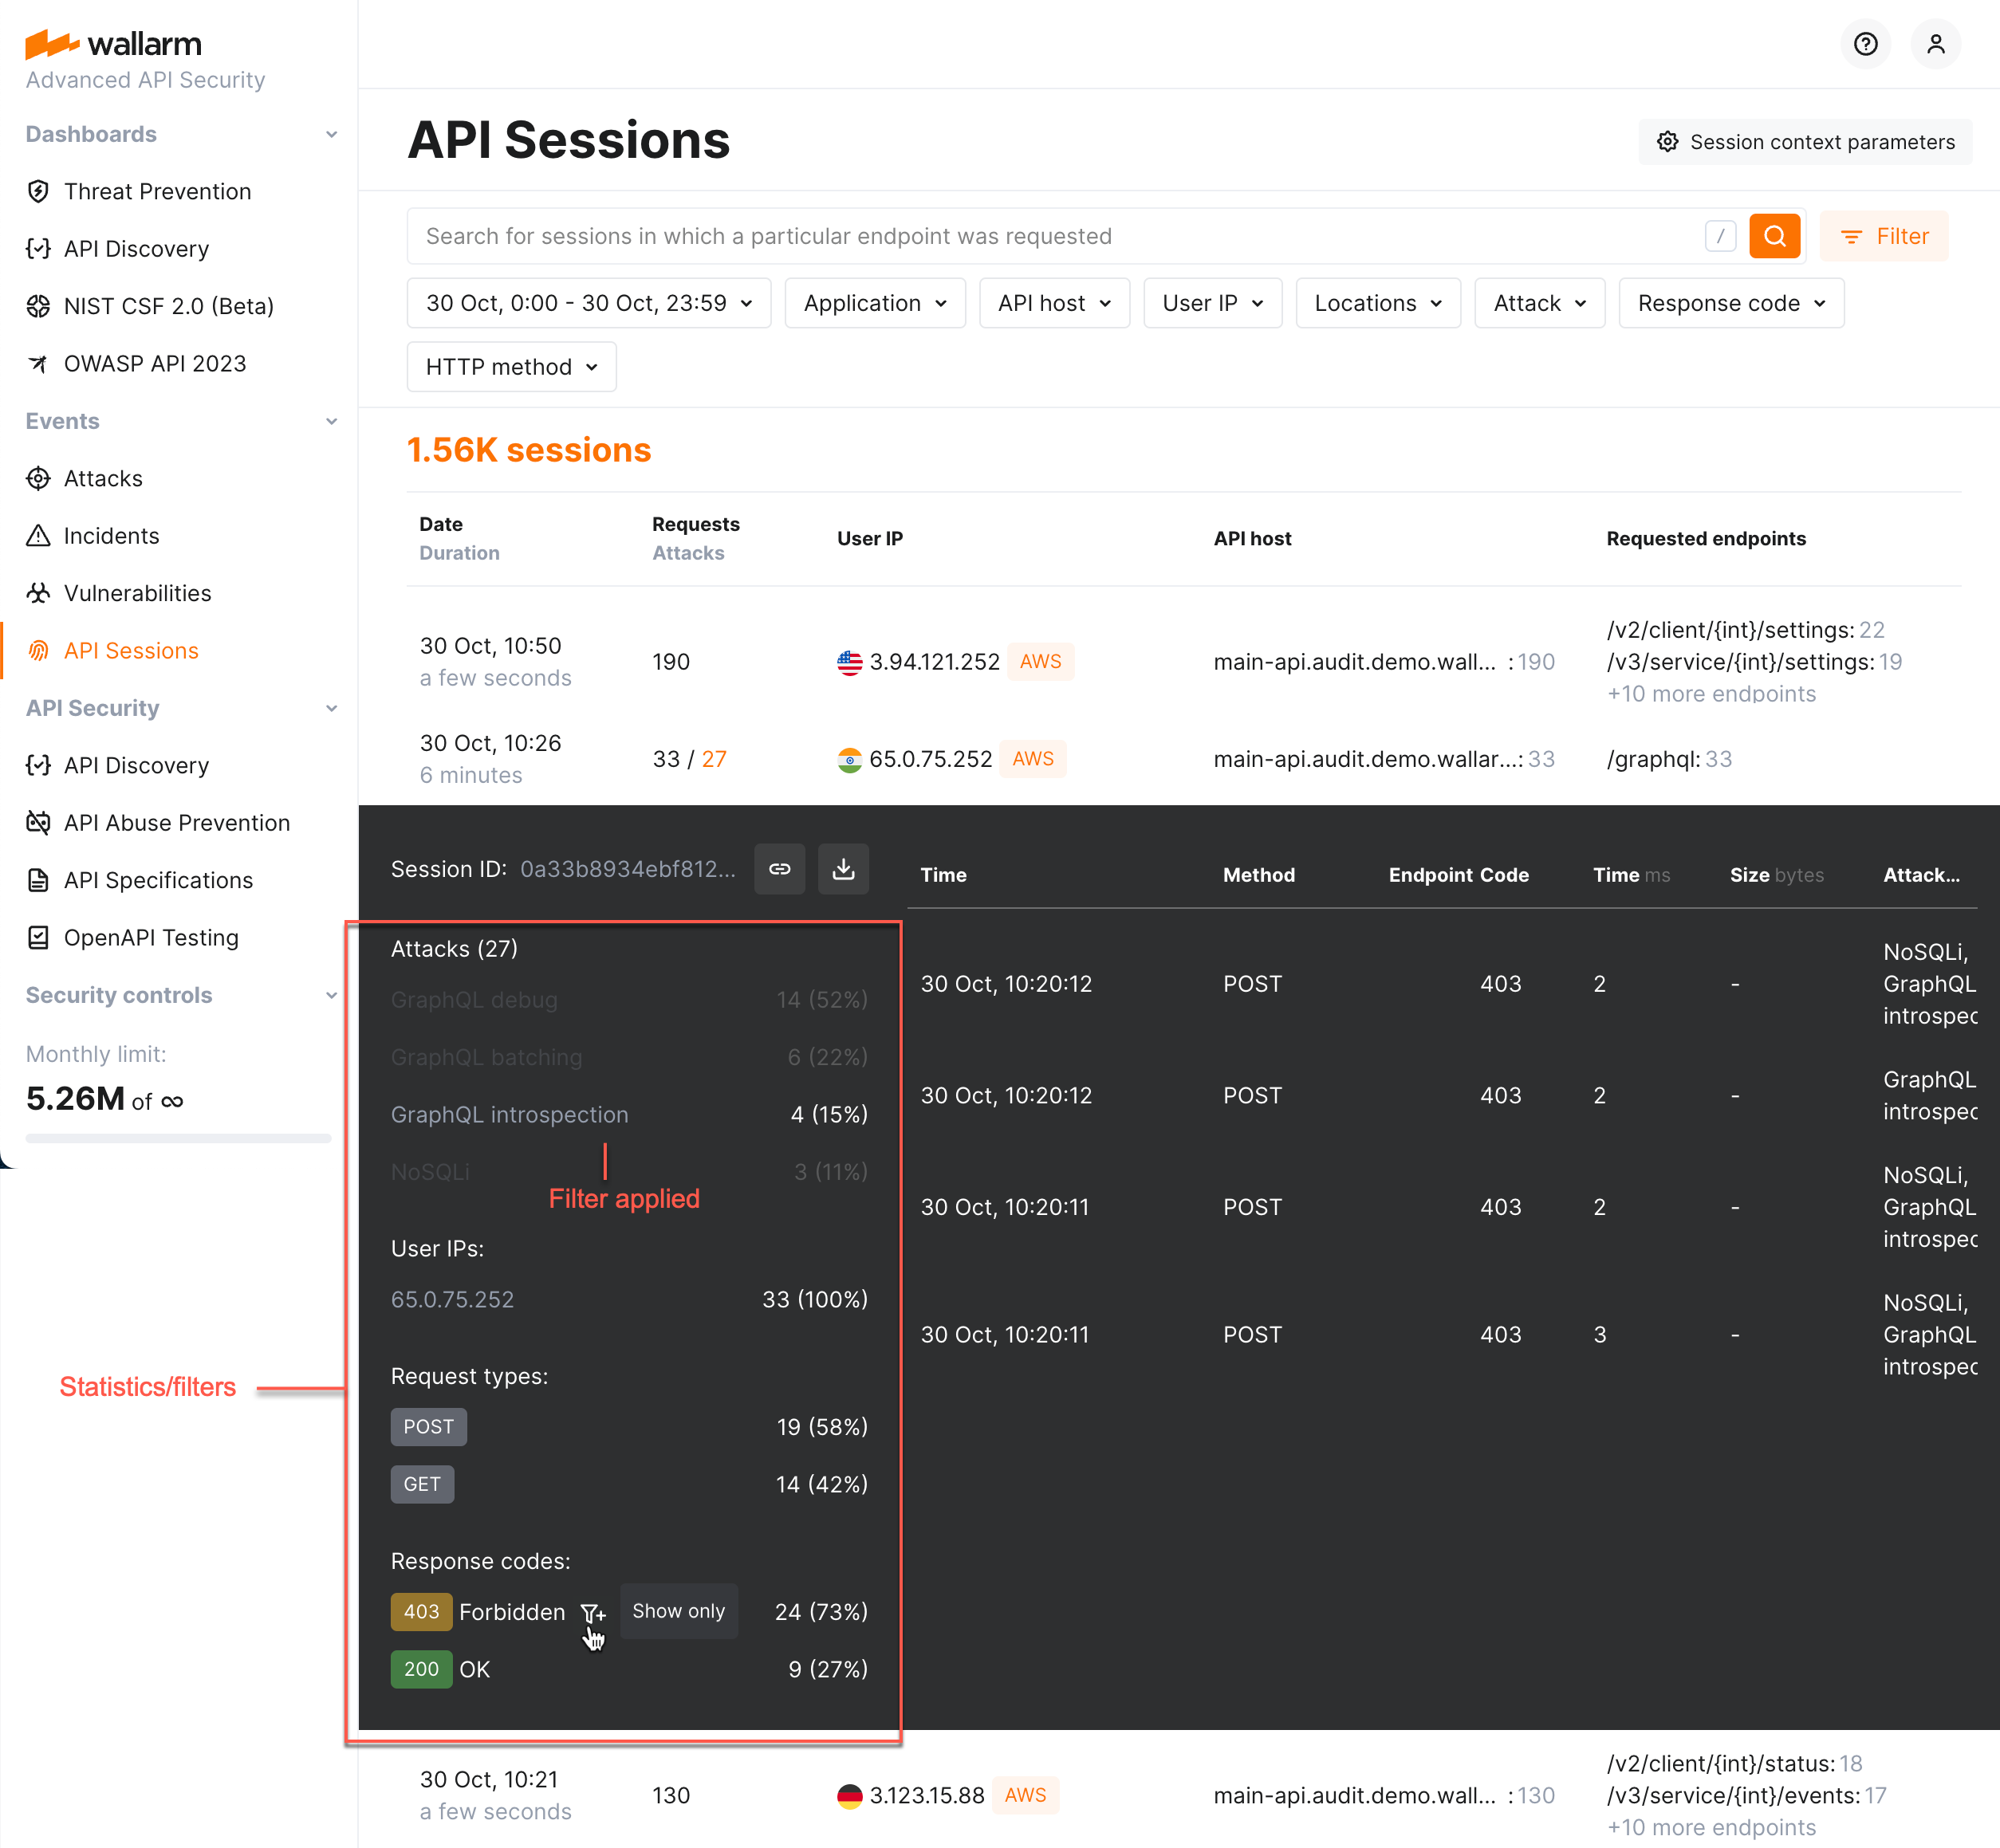 wallarm
Advanced API Security
Dashboards
Threat Prevention
API Discovery
NIST CSF 2.0 (Beta)
OWASP API 2023
Events
Attacks
Incidents
Vulnerabilities
API Sessions
API Security
API Discovery
API Abuse Prevention
API Specifications
OpenAPI Testing
Security controls
Monthly limit:
5.26M of ∞
Statistics/filters
API Sessions
Session context parameters
Search for sessions in which a particular endpoint was requested
/
Filter
30 Oct, 0:00 - 30 Oct, 23:59
Application
API host
User IP
Locations
Attack
Response code
HTTP method
1.56K sessions
Date
Duration
Requests
Attacks
User IP
API host
Requested endpoints
30 Oct, 10:50
a few seconds
190
3.94.121.252 AWS
main-api.audit.demo.wall... : 190
/v2/client/{int}/settings: 22
/v3/service/{int}/settings: 19
+10 more endpoints
30 Oct, 10:26
6 minutes
33 / 27
65.0.75.252 AWS
main-api.audit.demo.wallar...: 33
/graphql: 33
Session ID: 0a33b8934ebf812...
Attacks (27)
GraphQL debug 14 (52%)
GraphQL batching 6 (22%)
GraphQL introspection 4 (15%)
NoSQLi 3 (11%)
Filter applied
User IPs:
65.0.75.252 33 (100%)
Request types:
POST 19 (58%)
GET 14 (42%)
Response codes:
403 Forbidden Show only 24 (73%)
200 OK 9 (27%)
Time Method Endpoint Code Time ms Size bytes Attack...
30 Oct, 10:20:12 POST 403 2 -
NoSQLi,
GraphQL
introspec
30 Oct, 10:20:12 POST 403 2 -
GraphQL
introspec
30 Oct, 10:20:11 POST 403 2 -
NoSQLi,
GraphQL
introspec
30 Oct, 10:20:11 POST 403 3 -
NoSQLi,
GraphQL
introspec
30 Oct, 10:21
a few seconds
130
3.123.15.88 AWS
main-api.audit.demo.wall... : 130
/v2/client/{int}/status: 18
/v3/service/{int}/events: 17
+10 more endpoints